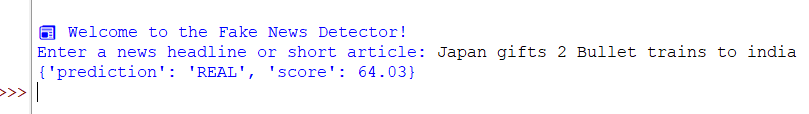 📰 Welcome to the Fake News Detector!
Enter a news headline or short article: Japan gifts 2 Bullet trains to india
{'prediction': 'REAL', 'score': 64.03}
>>>